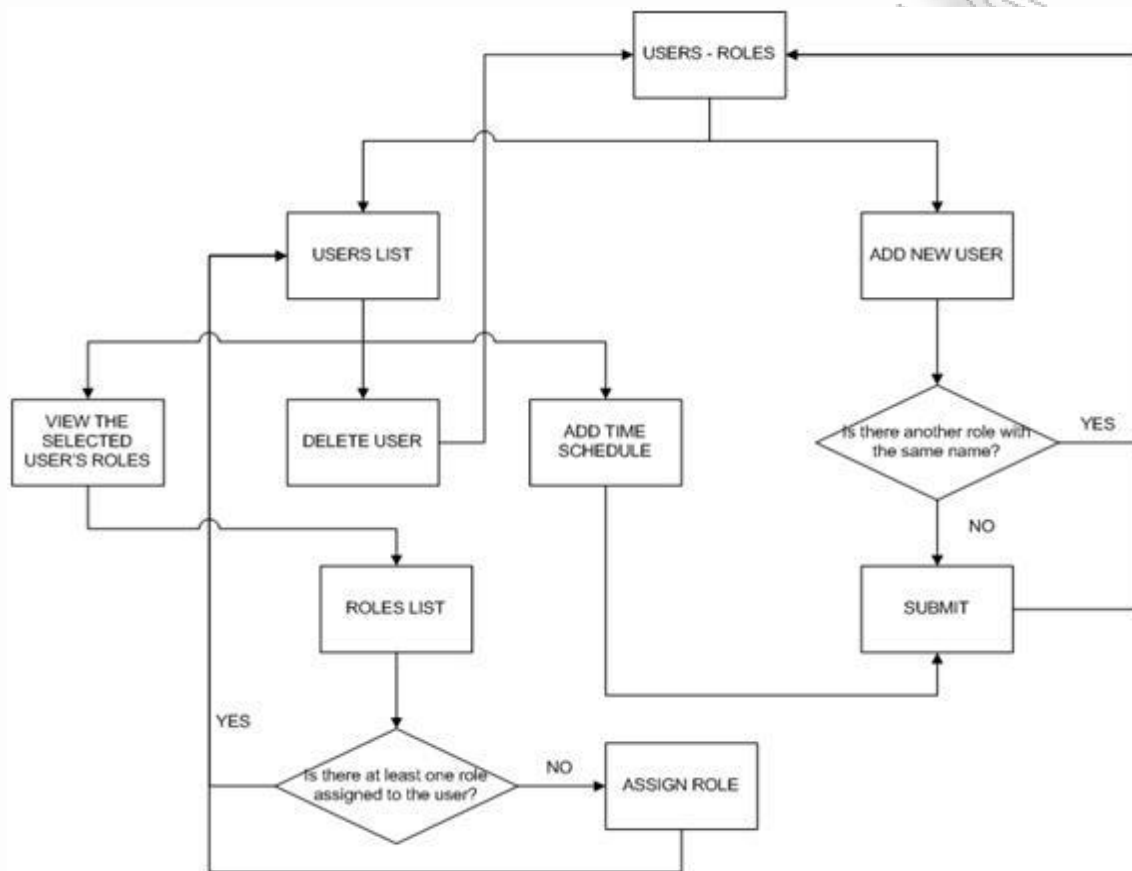 USERS - ROLES
USERS LIST
ADD NEW USER
VIEW THE
SELECTED
USER'S ROLES
DELETE USER
ADD TIME
SCHEDULE
Is there another role with
the same name?
YES
NO
ROLES LIST
SUBMIT
YES
Is there at least one role
assigned to the user?
NO
ASSIGN ROLE